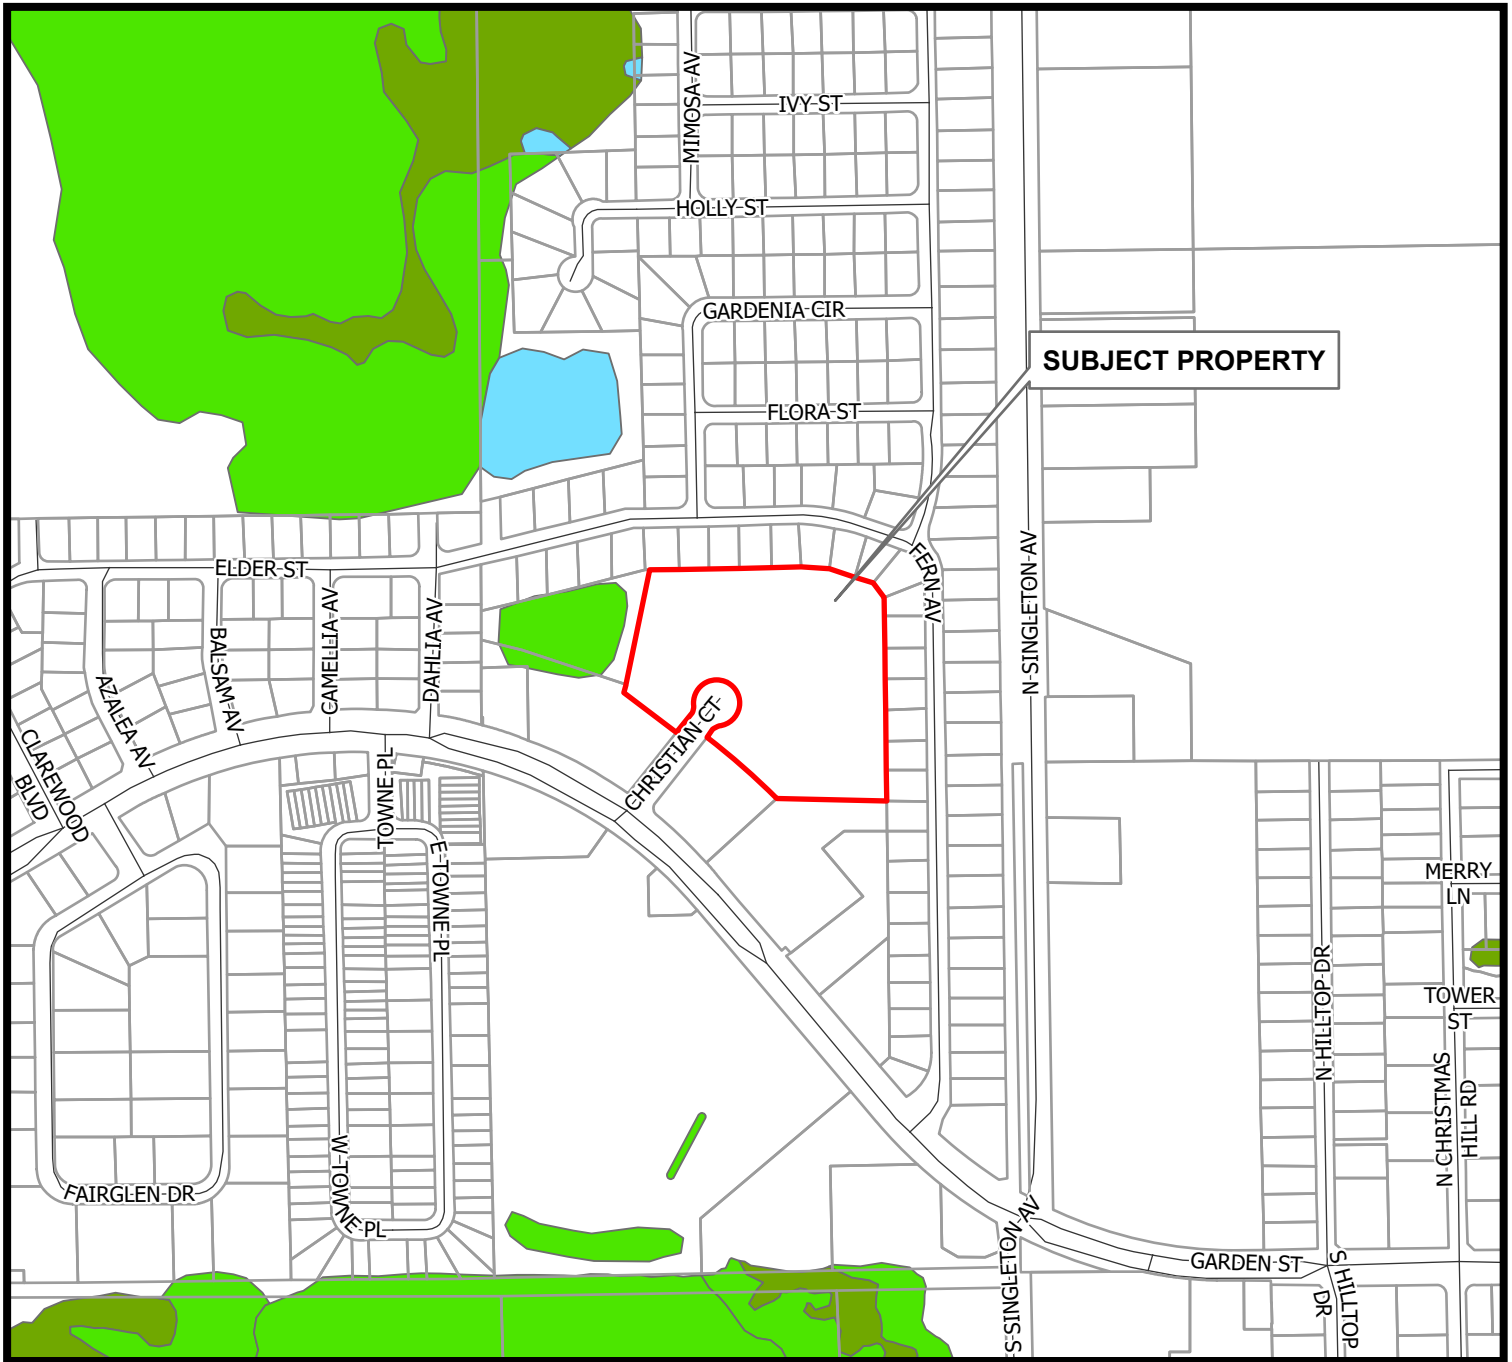 MIMOSA AV
IVY ST
HOLLY ST
GARDENIA CIR
SUBJECT PROPERTY
FLORA ST
ELDER ST
FERN AV
N SINGLETON AV
CAMELLIA AV
DAHLIA AV
BALSAM AV
AZALEA AV
CLAREWOOD
BLVD
CHRISTIAN CT
TOWNE PL
E TOWNE PL
MERRY
LN
N HILLTOP DR
TOWER
ST
N CHRISTMAS
HILL RD
W TOWNE PL
FAIRGLEN DR
S SINGLETON AV
GARDEN ST
S HILLTOP
DR